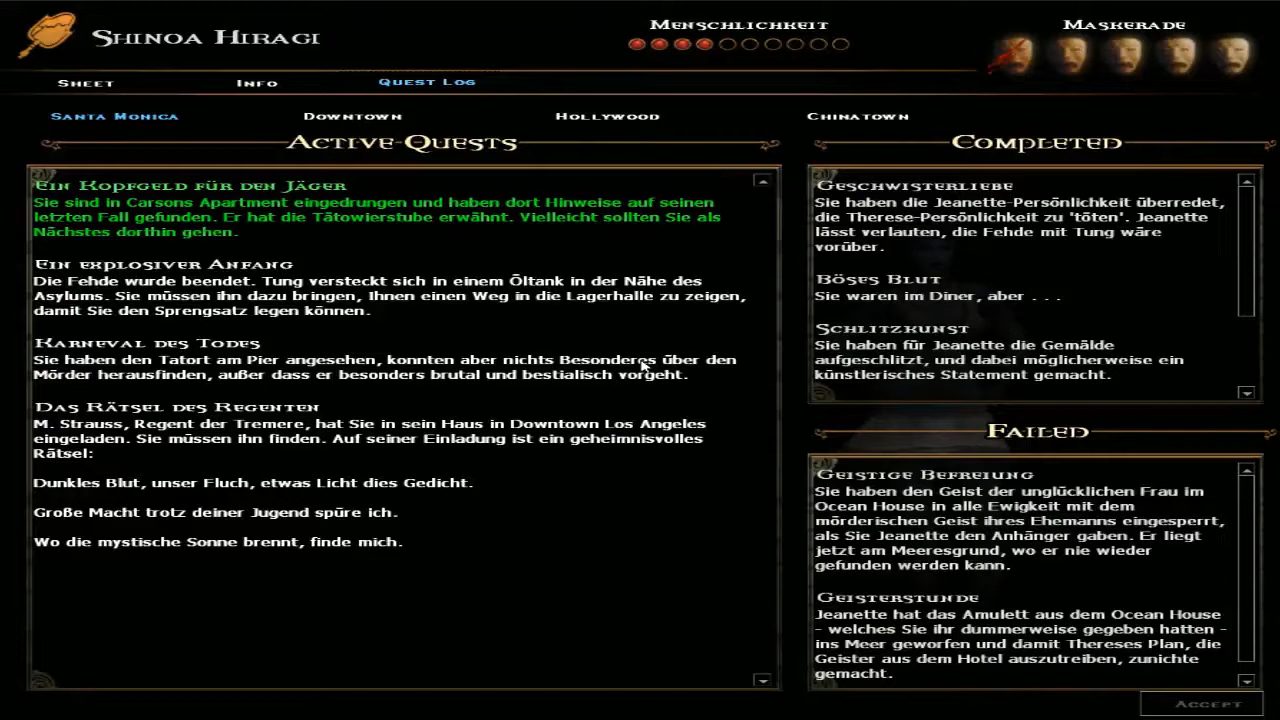 Shinoa Hiragi
Menschlichkeit
Maskerade
Sheet
Info
Quest Log
Santa Monica
Downtown
Hollywood
Chinatown
Active Quests
Ein Kopfgeld für den Jäger
Sie sind in Carsons Apartment eingedrungen und haben dort Hinweise auf seinen
letzten Fall gefunden. Er hat die Tätowierstube erwähnt. Vielleicht sollten Sie als
Nächstes dorthin gehen.
Ein explosiver Anfang
Die Fehde wurde beendet. Tung versteckt sich in einem Öltank in der Nähe des
Asylums. Sie müssen ihn dazu bringen, Ihnen einen Weg in die Lagerhalle zu zeigen,
damit Sie den Sprengsatz legen können.
Karneval des Todes
Sie haben den Tatort am Pier angesehen, konnten aber nichts Besonderes über den
Mörder herausfinden, außer dass er besonders brutal und bestialisch vorgeht.
Das Rätsel des Regenten
M. Strauss, Regent der Tremere, hat Sie in sein Haus in Downtown Los Angeles
eingeladen. Sie müssen ihn finden. Auf seiner Einladung ist ein geheimnisvolles
Rätsel:
Dunkles Blut, unser Fluch, etwas Licht dies Gedicht.
Große Macht trotz deiner Jugend spüre ich.
Wo die mystische Sonne brennt, finde mich.
Completed
Geschwisterliebe
Sie haben die Jeanette-Persönlichkeit überredet,
die Therese-Persönlichkeit zu 'töten'. Jeanette
lässt verlauten, die Fehde mit Tung wäre
vorüber.
Böses Blut
Sie waren im Diner, aber . . .
Schlitzkunst
Sie haben für Jeanette die Gemälde
aufgeschlitzt, und dabei möglicherweise ein
künstlerisches Statement gemacht.
Failed
Geistige Befreiung
Sie haben den Geist der unglücklichen Frau im
Ocean House in alle Ewigkeit mit dem
mörderischen Geist ihres Ehemanns eingesperrt,
als Sie Jeanette den Anhänger gaben. Er liegt
jetzt am Meeresgrund, wo er nie wieder
gefunden werden kann.
Geisterstunde
Jeanette hat das Amulett aus dem Ocean House
- welches Sie ihr dummerweise gegeben hatten -
ins Meer geworfen und damit Thereses Plan, die
Geister aus dem Hotel auszutreiben, zunichte
gemacht.
Accept